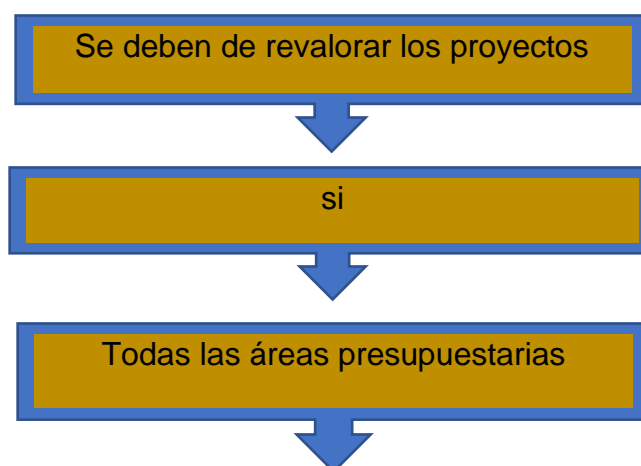 Se deben de revalorar los proyectos
si
Todas las áreas presupuestarias